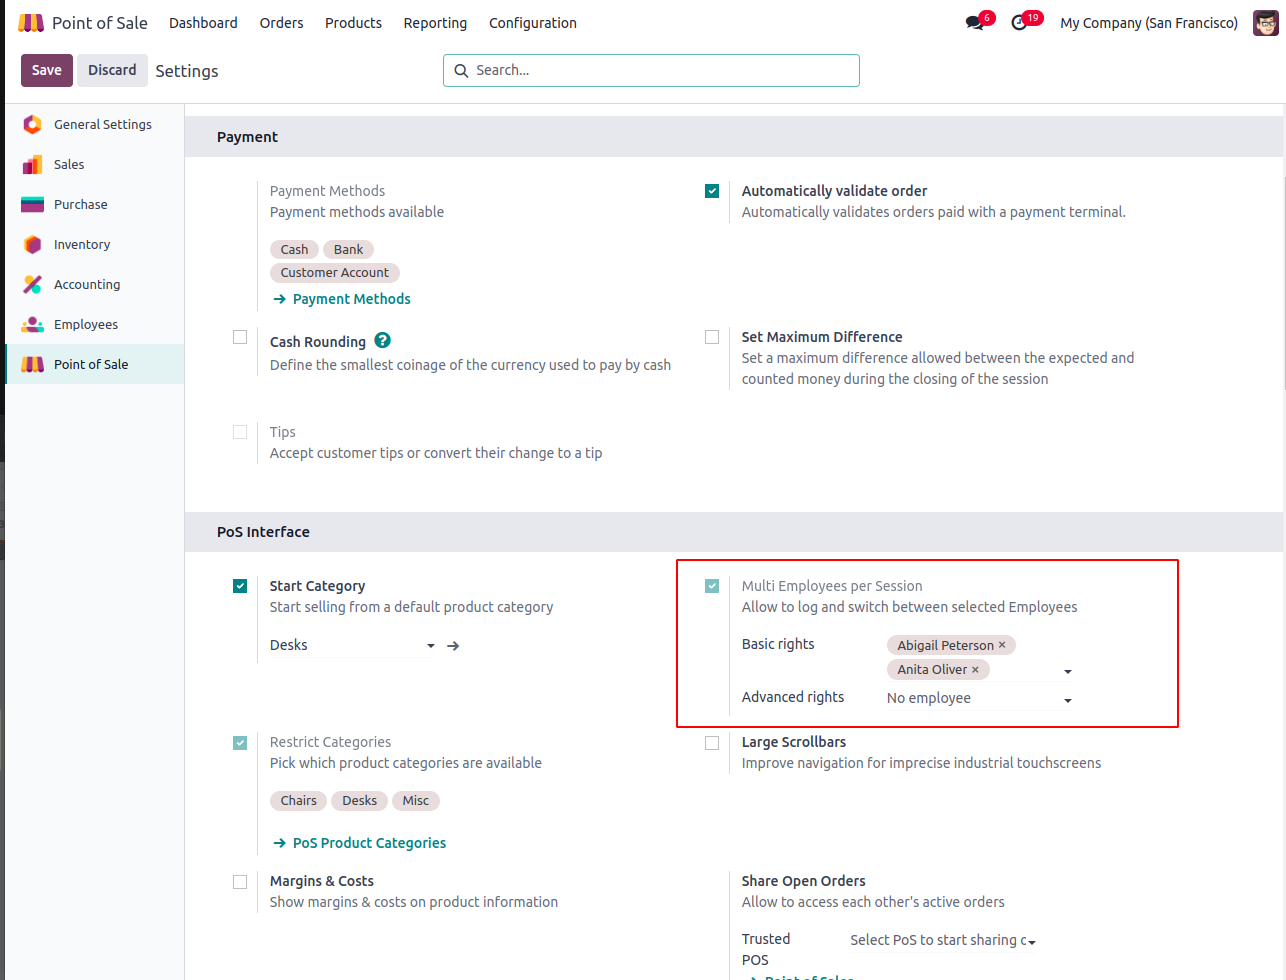 Point of Sale Dashboard Orders Products Reporting Configuration 6 19 My Company (San Francisco)
Save Discard Settings Search...
General Settings
Sales
Purchase
Inventory
Accounting
Employees
Point of Sale
Payment
Payment Methods
Payment methods available
Cash Bank
Customer Account
→ Payment Methods
Automatically validate order
Automatically validates orders paid with a payment terminal.
Cash Rounding ?
Define the smallest coinage of the currency used to pay by cash
Set Maximum Difference
Set a maximum difference allowed between the expected and
counted money during the closing of the session
Tips
Accept customer tips or convert their change to a tip
PoS Interface
Start Category
Start selling from a default product category
Desks
Multi Employees per Session
Allow to log and switch between selected Employees
Basic rights Abigail Peterson ×
Anita Oliver ×
Advanced rights No employee
Restrict Categories
Pick which product categories are available
Chairs Desks Misc
→ PoS Product Categories
Large Scrollbars
Improve navigation for imprecise industrial touchscreens
Margins & Costs
Show margins & costs on product information
Share Open Orders
Allow to access each other's active orders
Trusted Select PoS to start sharing
POS
→ Point of Sales